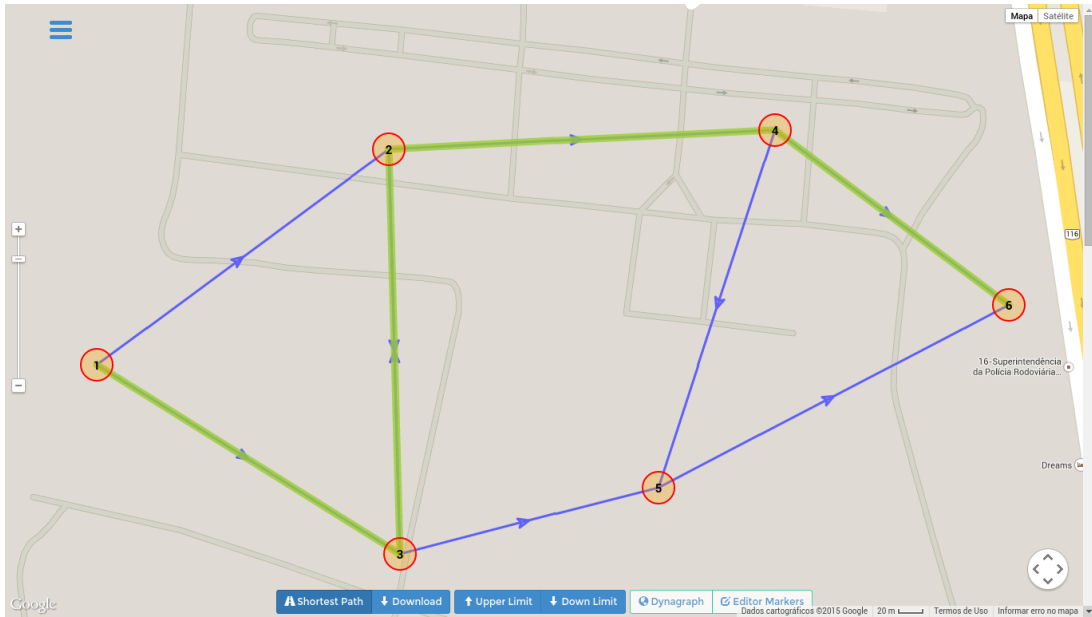 Mapa Satélite
2
4
116
6
1
16-Superintendência
da Polícia Rodoviária...
Dreams
5
3
Google
Shortest Path Download Upper Limit Down Limit Dynagraph Editor Markers
Dados cartográficos ©2015 Google 20 m Termos de Uso Informar erro no mapa